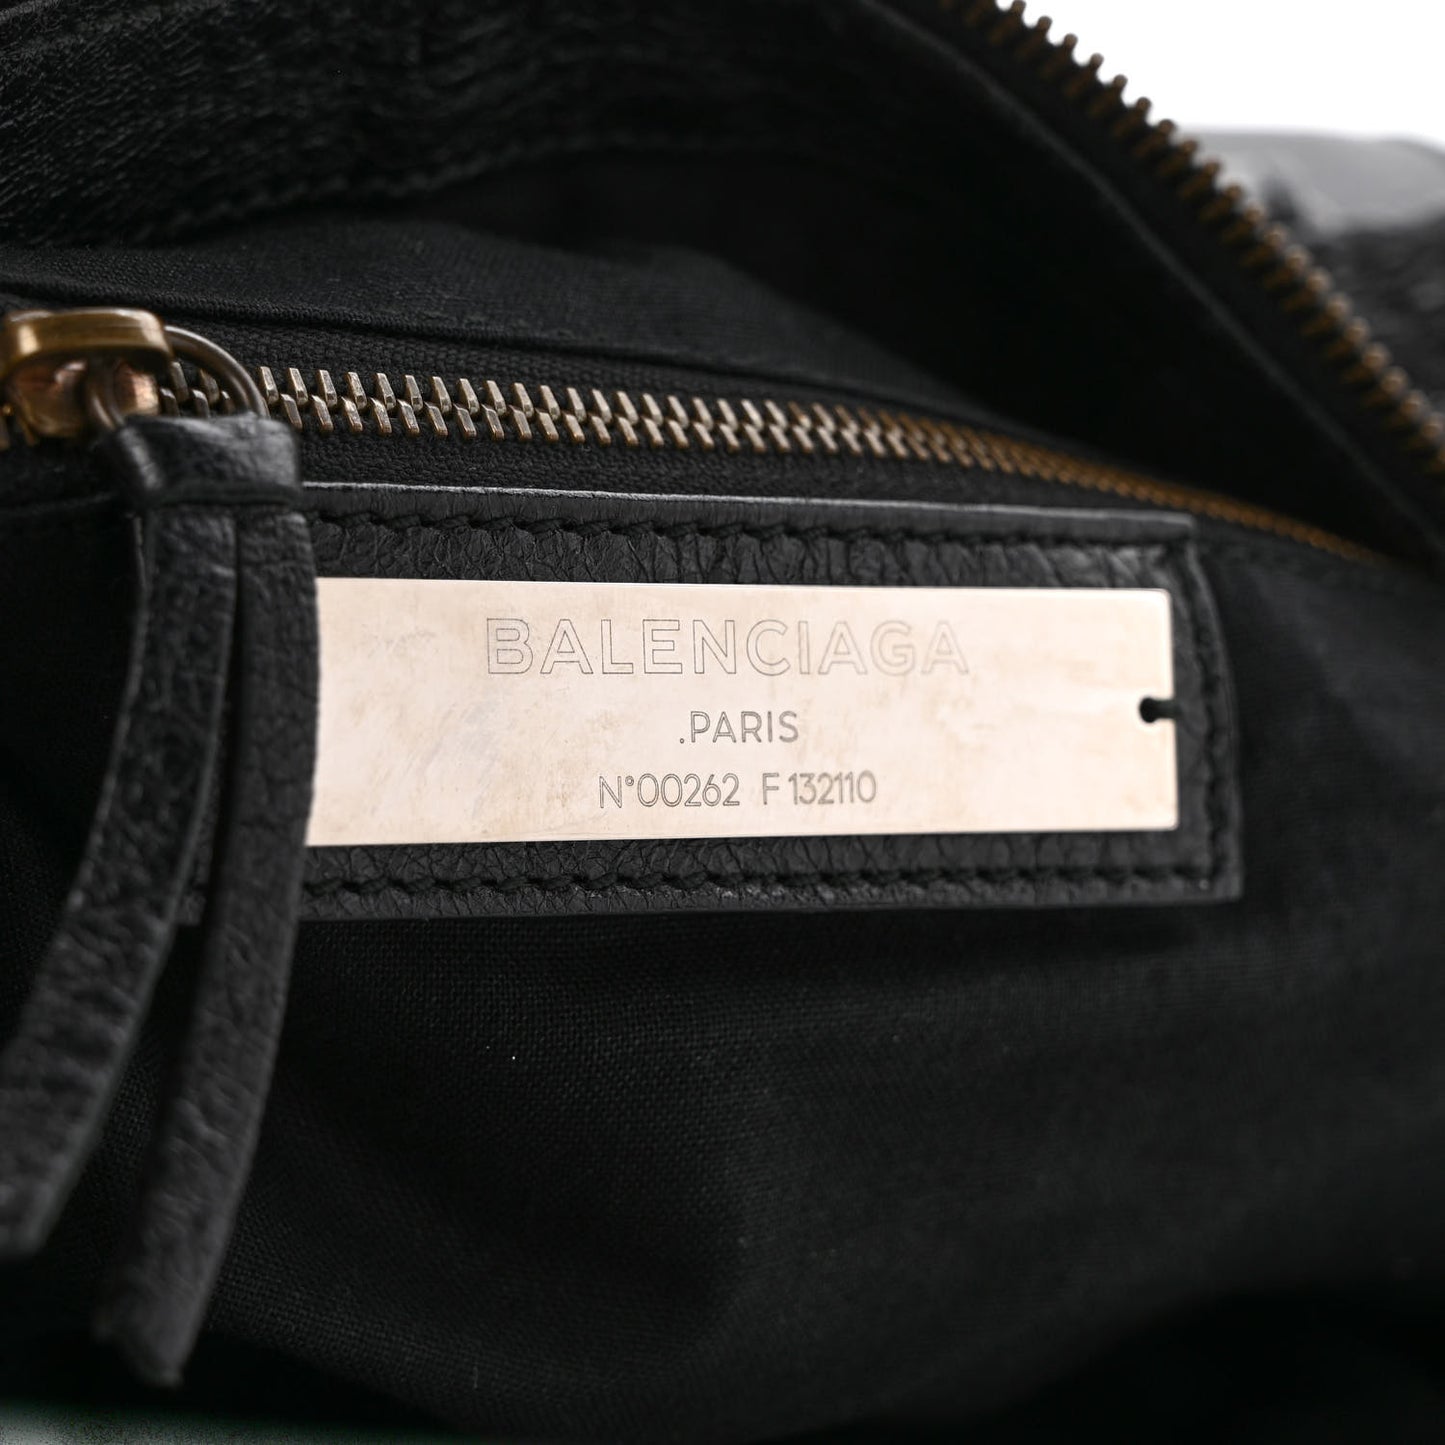 BALENCIAGA
.PARIS
N°00262 F 132110